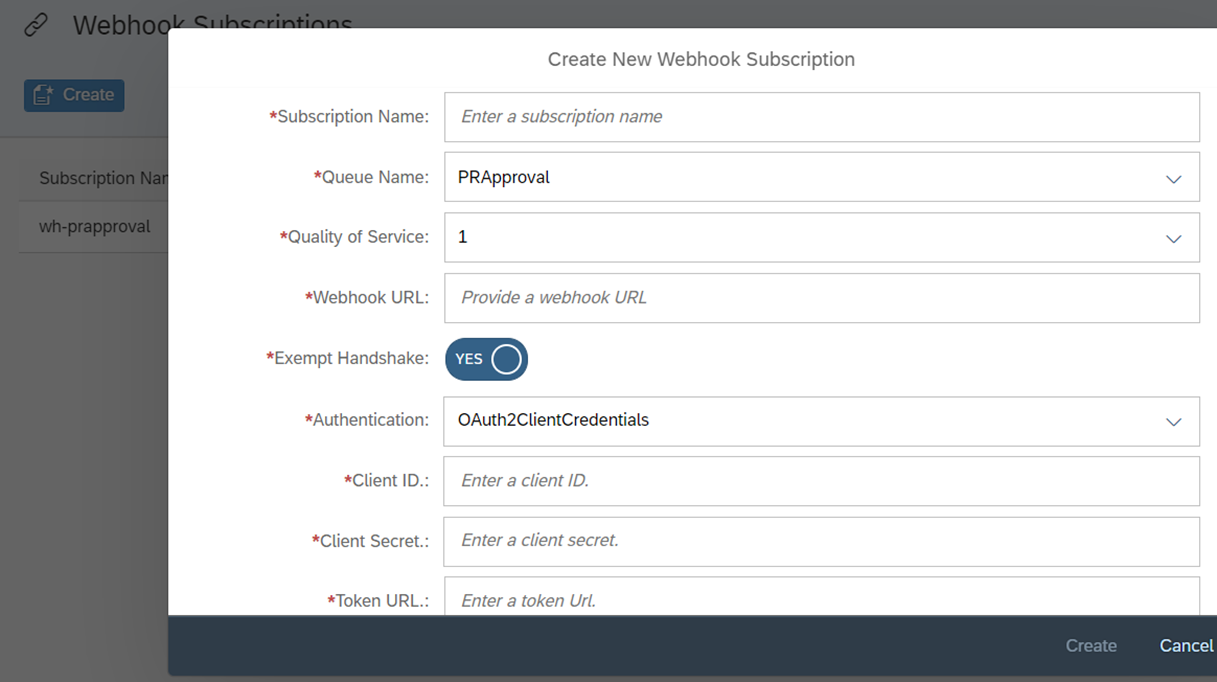 Webhook Subscriptions
Create
Subscription Nar
wh-prapproval
Create New Webhook Subscription
*Subscription Name: Enter a subscription name
*Queue Name: PRApproval
*Quality of Service: 1
*Webhook URL: Provide a webhook URL
*Exempt Handshake: YES
*Authentication: OAuth2ClientCredentials
*Client ID.: Enter a client ID.
*Client Secret.: Enter a client secret.
*Token URL.: Enter a token Url.
Create Cancel